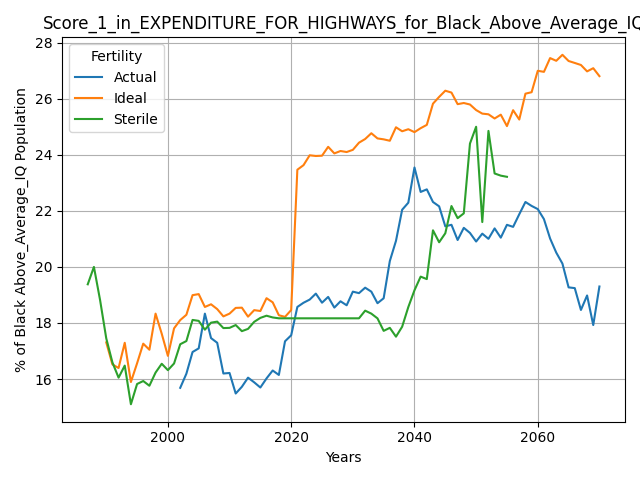 Score_1_in_EXPENDITURE_FOR_HIGHWAYS_for_Black_Above_Average_IQ
% of Black Above_Average_IQ Population
28
26
24
22
20
18
16
Fertility
Actual
Ideal
Sterile
2000
2020
2040
2060
Years